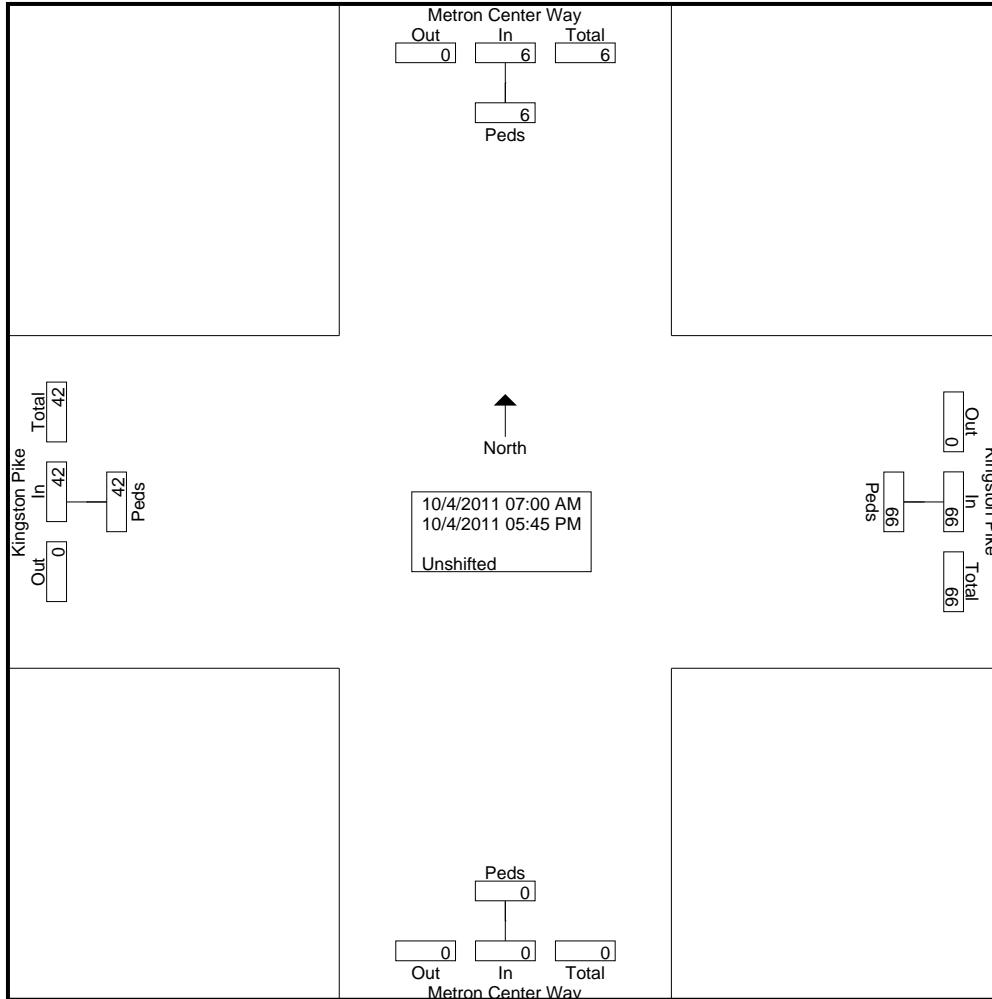 Metron Center Way
Out In Total
0 6 6
6
Peds
Kingston Pike
Total In Out
42 42 0
42
Peds
North
10/4/2011 07:00 AM
10/4/2011 05:45 PM
Unshifted
Kingston Pike
Out In Total
0 66 66
66
Peds
Peds
0
0 0 0
Out In Total
Metron Center Way